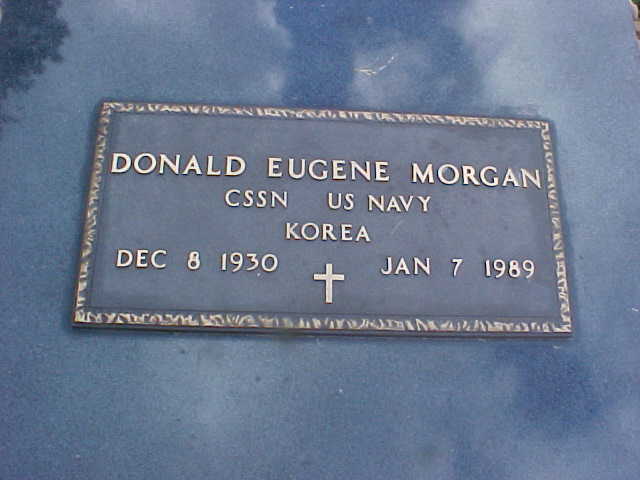 DONALD EUGENE MORGAN
CSSN US NAVY
KOREA
DEC 8 1930 JAN 7 1989